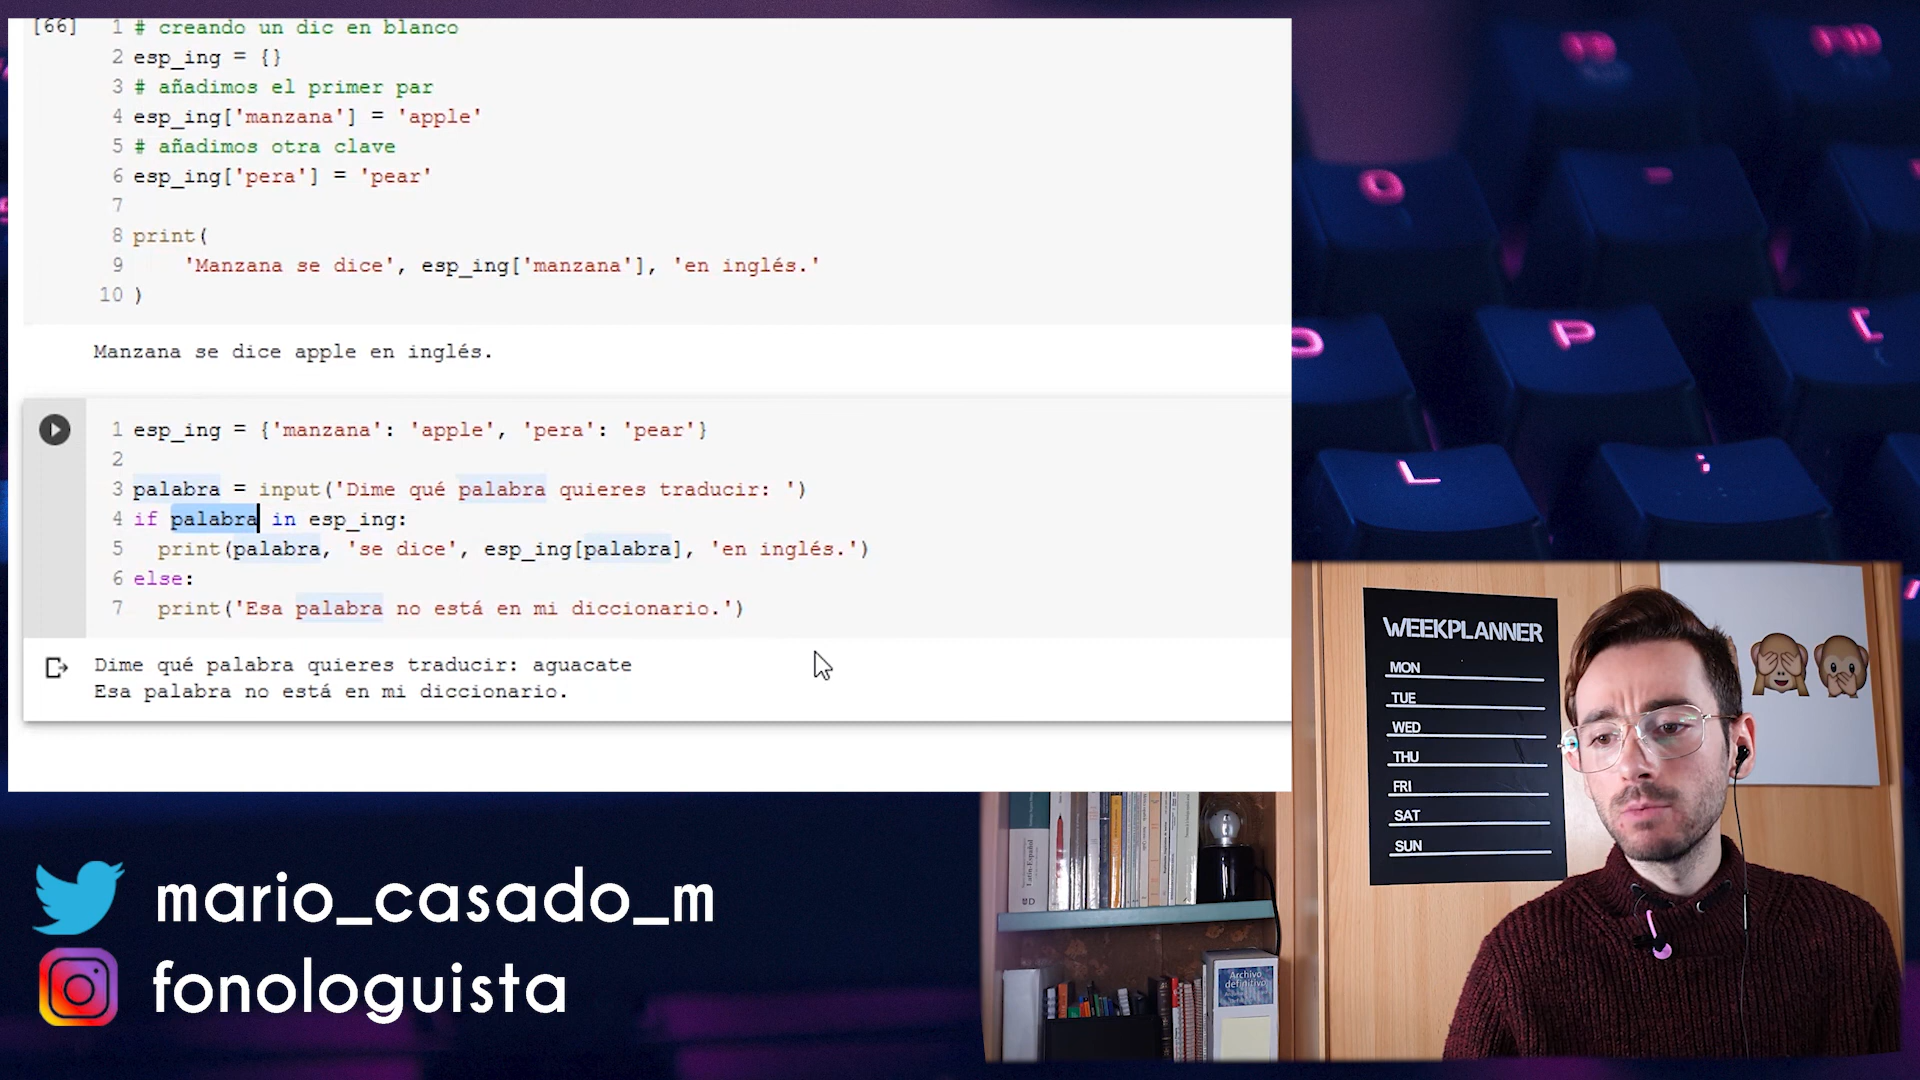 [66]
1 # creando un dic en blanco
2 esp_ing = {}
3 # añadimos el primer par
4 esp_ing['manzana'] = 'apple'
5 # añadimos otra clave
6 esp_ing['pera'] = 'pear'
7
8 print(
9 'Manzana se dice', esp_ing['manzana'], 'en inglés.'
10 )
Manzana se dice apple en inglés.
1 esp_ing = {'manzana': 'apple', 'pera': 'pear'}
2
3 palabra = input('Dime qué palabra quieres traducir: ')
4 if palabra in esp_ing:
5 print(palabra, 'se dice', esp_ing[palabra], 'en inglés.')
6 else:
7 print('Esa palabra no está en mi diccionario.')
Dime qué palabra quieres traducir: aguacate
Esa palabra no está en mi diccionario.
mario_casado_m
fonologuista
O
P
[
L
;
WEEKPLANNER
MON
TUE
WED
THU
FRI
SAT
SUN
Latín-Español
Archivo
definitivo